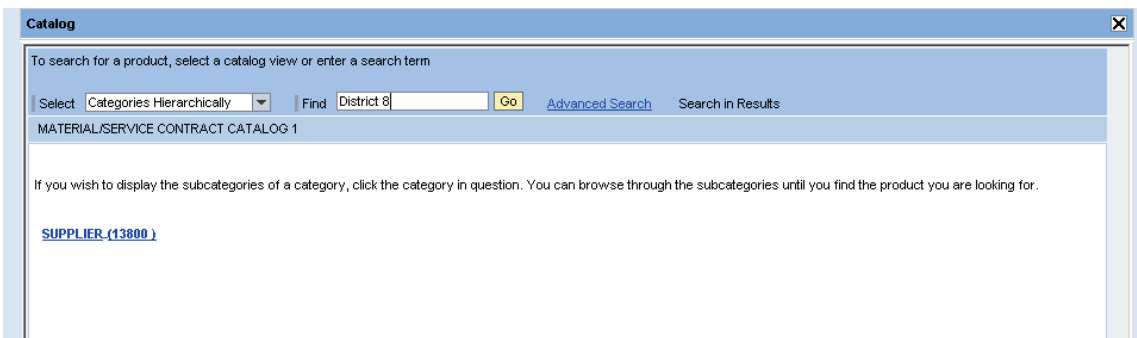 Catalog
To search for a product, select a catalog view or enter a search term
Select Categories Hierarchically Find District 8 Go Advanced Search Search in Results
MATERIAL/SERVICE CONTRACT CATALOG 1
If you wish to display the subcategories of a category, click the category in question. You can browse through the subcategories until you find the product you are looking for.
SUPPLIER (13800 )